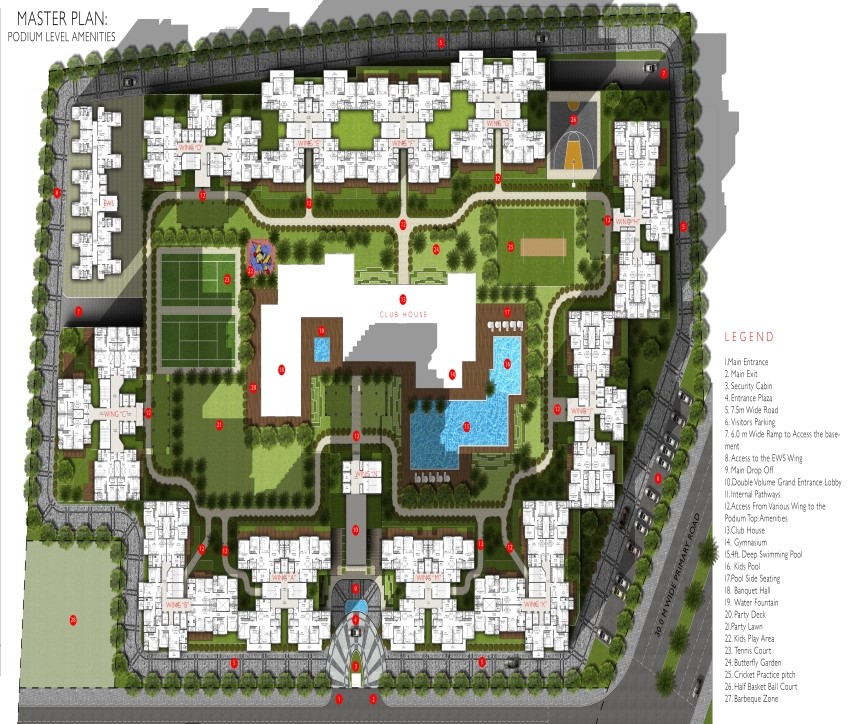 MASTER PLAN:
PODIUM LEVEL AMENITIES
WING "D"
WING "E"
WING "F"
WING "G"
EWS
WING "H"
CLUB HOUSE
WING "C"
WING "A"
WING "B"
WING "M"
30.0 M WIDE PRIMARY ROAD
LEGEND
1.Main Entrance
2. Main Exit
3. Security Cabin
4. Entrance Plaza
5. 7.5m Wide Road
6. Visitors Parking
7. 6.0 m Wide Ramp to Access the base-
ment
8. Access to the EWS Wing
9. Main Drop Off
10.Double Volume Grand Entrance Lobby
11. Internal Pathways
12.Access From Various Wing to the
Podium Top Amenities
13.Club House
14. Gymnasium
15.4ft. Deep Swimming Pool
16. Kids Pool
17.Pool Side Seating
18. Banquet Hall
19. Water Fountain
20. Party Deck
21.Party Lawn
22. Kids Play Area
23. Tennis Court
24. Butterfly Garden
25. Cricket Practice pitch
26. Half Basket Ball Court
27. Barbeque Zone